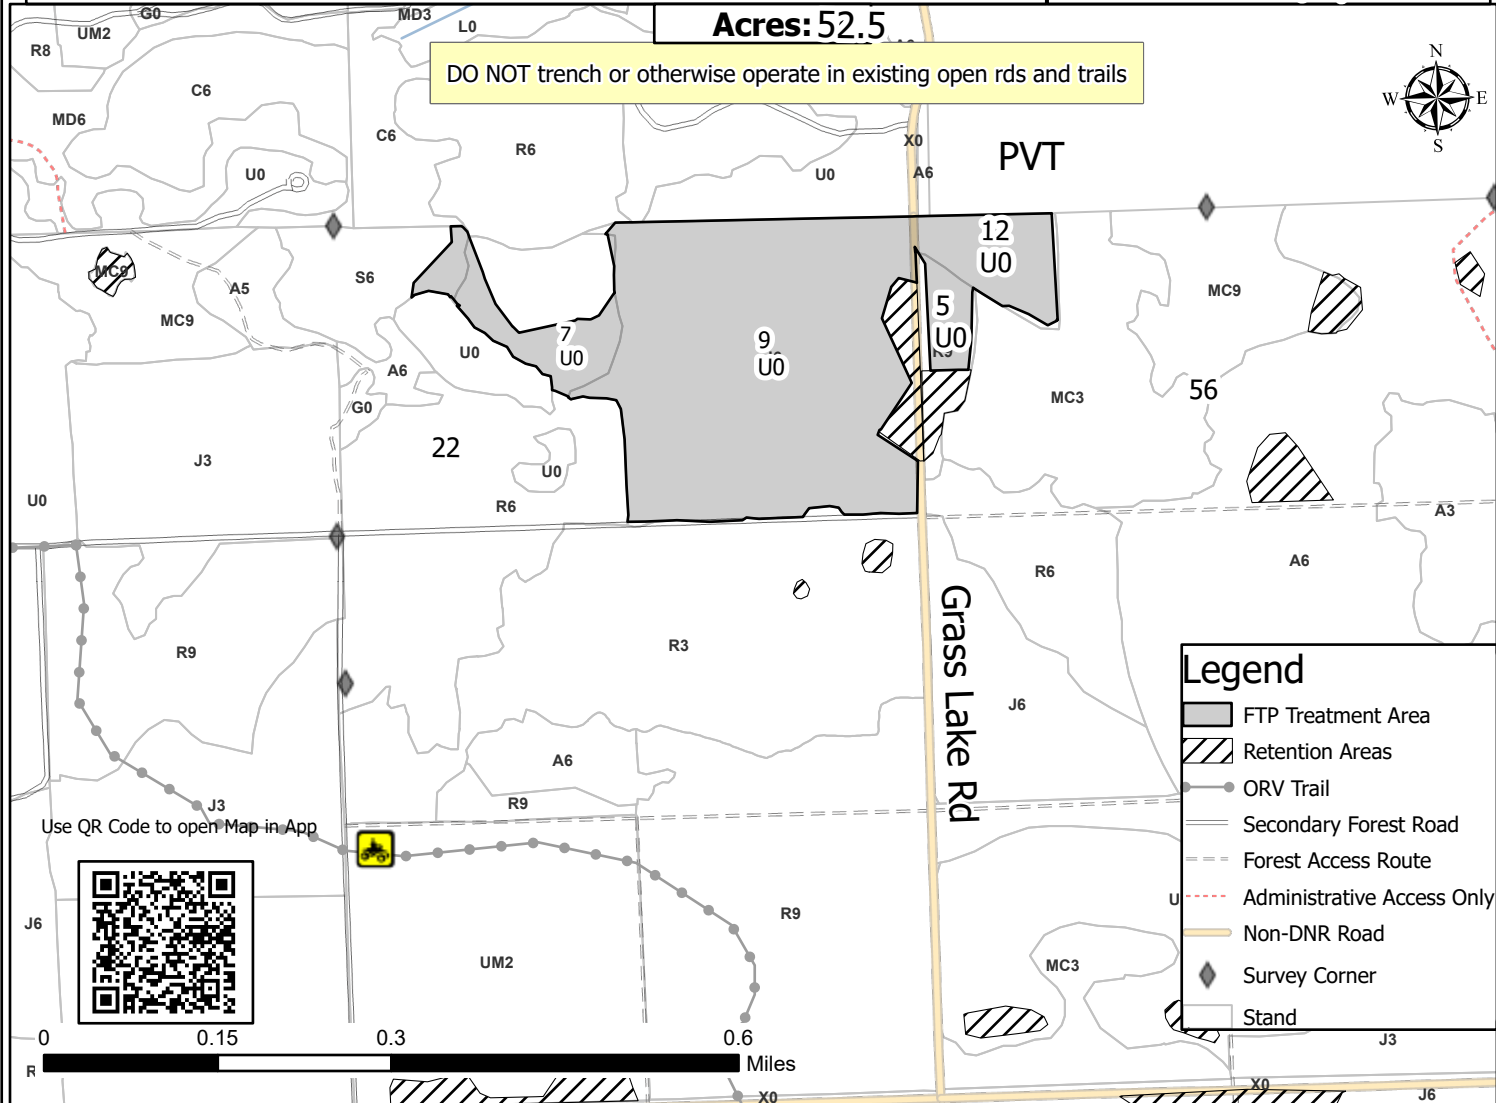 Acres: 52.5
DO NOT trench or otherwise operate in existing open rds and trails
G0
MD3
L0
R8
UM2
C6
MD6
C6
R6
U0
U0
X0
A6
PVT
N
W
E
S
MC9
MC9
A5
S6
U0
A6
G0
7
U0
9
U0
12
U0
5
U0
R9
MC9
MC3
56
22
J3
U0
R6
U0
A3
A6
R6
R9
R3
J6
Grass Lake Rd
A6
R9
J3
Use QR Code to open Map in App
J6
UM2
R9
MC3
U
Legend
FTP Treatment Area
Retention Areas
ORV Trail
Secondary Forest Road
Forest Access Route
Administrative Access Only
Non-DNR Road
Survey Corner
Stand
J3
0
0.15
0.3
0.6
Miles
R
X0
X0
J6